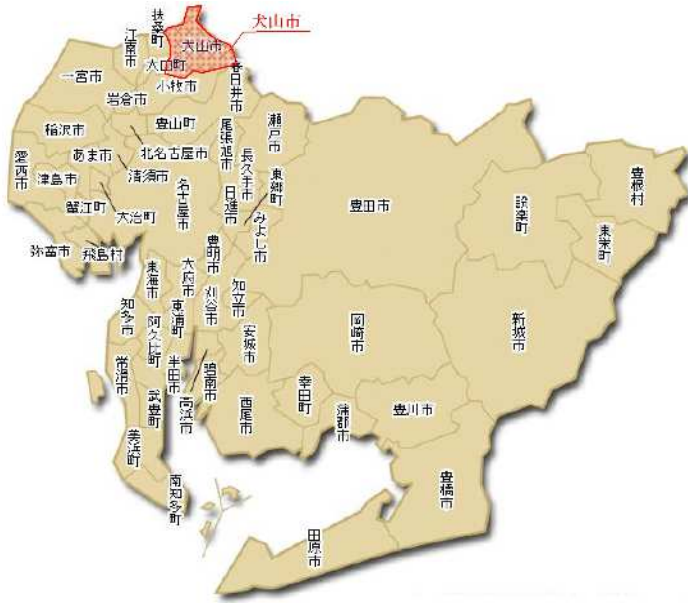 扶桑町
犬山市
江南市
犬山市
大口町
一宮市
小牧市
春日井市
岩倉市
稲沢市
豊山町
尾張旭市
瀬戸市
愛西市
あま市
北名古屋市
長久手市
津島市
清須市
東郷町
名古屋市
日進市
豊田市
設楽町
豊根村
蟹江町
大治町
みよし市
東栄町
弥富市
飛島村
豊明市
東海市
大府市
知立市
知多市
東浦町
刈谷市
阿久比町
安城市
岡崎市
新城市
常滑市
半田市
碧南市
武豊町
高浜市
西尾市
幸田町
蒲郡市
豊川市
美浜町
南知多町
豊橋市
田原市